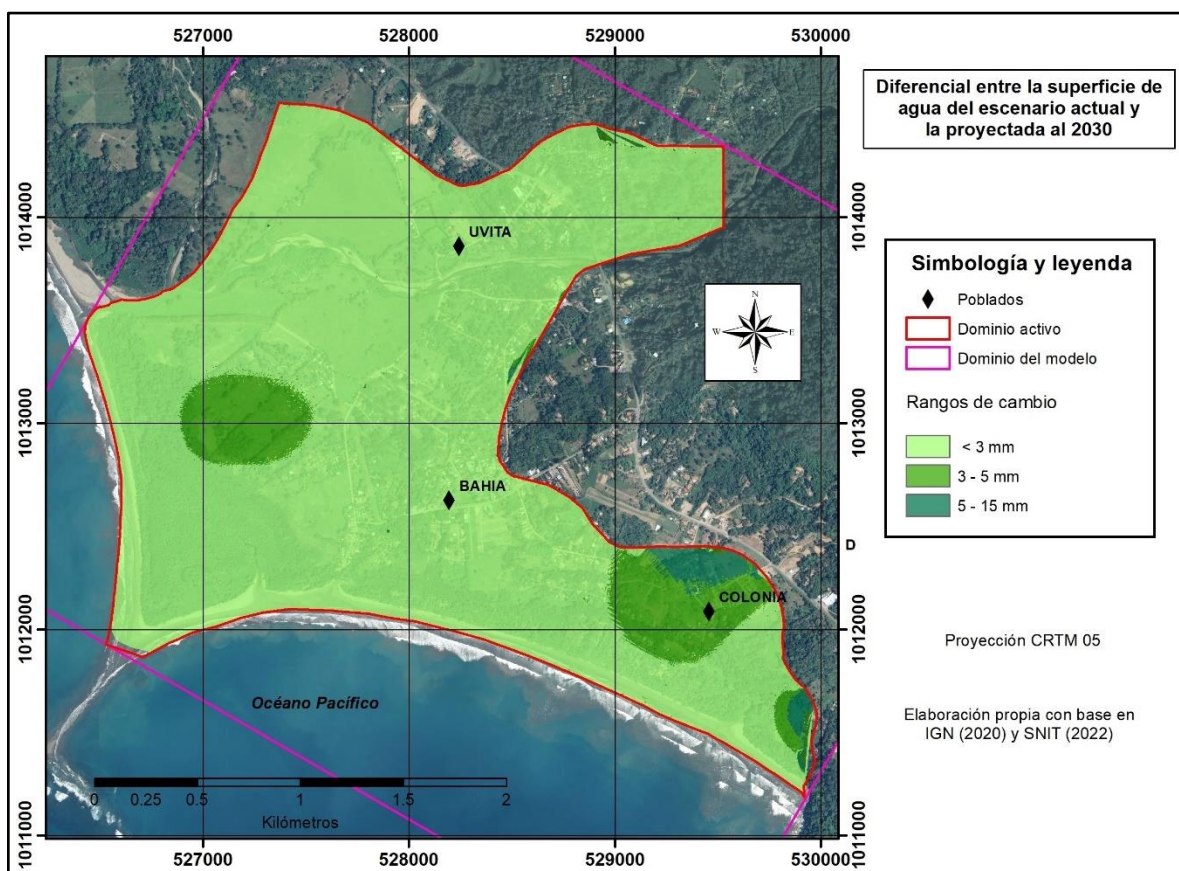 527000 528000 529000 530000
Diferencial entre la superficie de
agua del escenario actual y
la proyectada al 2030
1014000 1014000
UVITA
Simbología y leyenda
Poblados
Dominio activo
Dominio del modelo
Rangos de cambio
< 3 mm
3 - 5 mm
5 - 15 mm
N
W E
S
1013000 1013000
BAHIA
D
COLONIA
1012000 1012000
Proyección CRTM 05
Océano Pacífico
Elaboración propia con base en
IGN (2020) y SNIT (2022)
0 0.25 0.5 1 1.5 2
Kilómetros
1011000 1011000
527000 528000 529000 530000